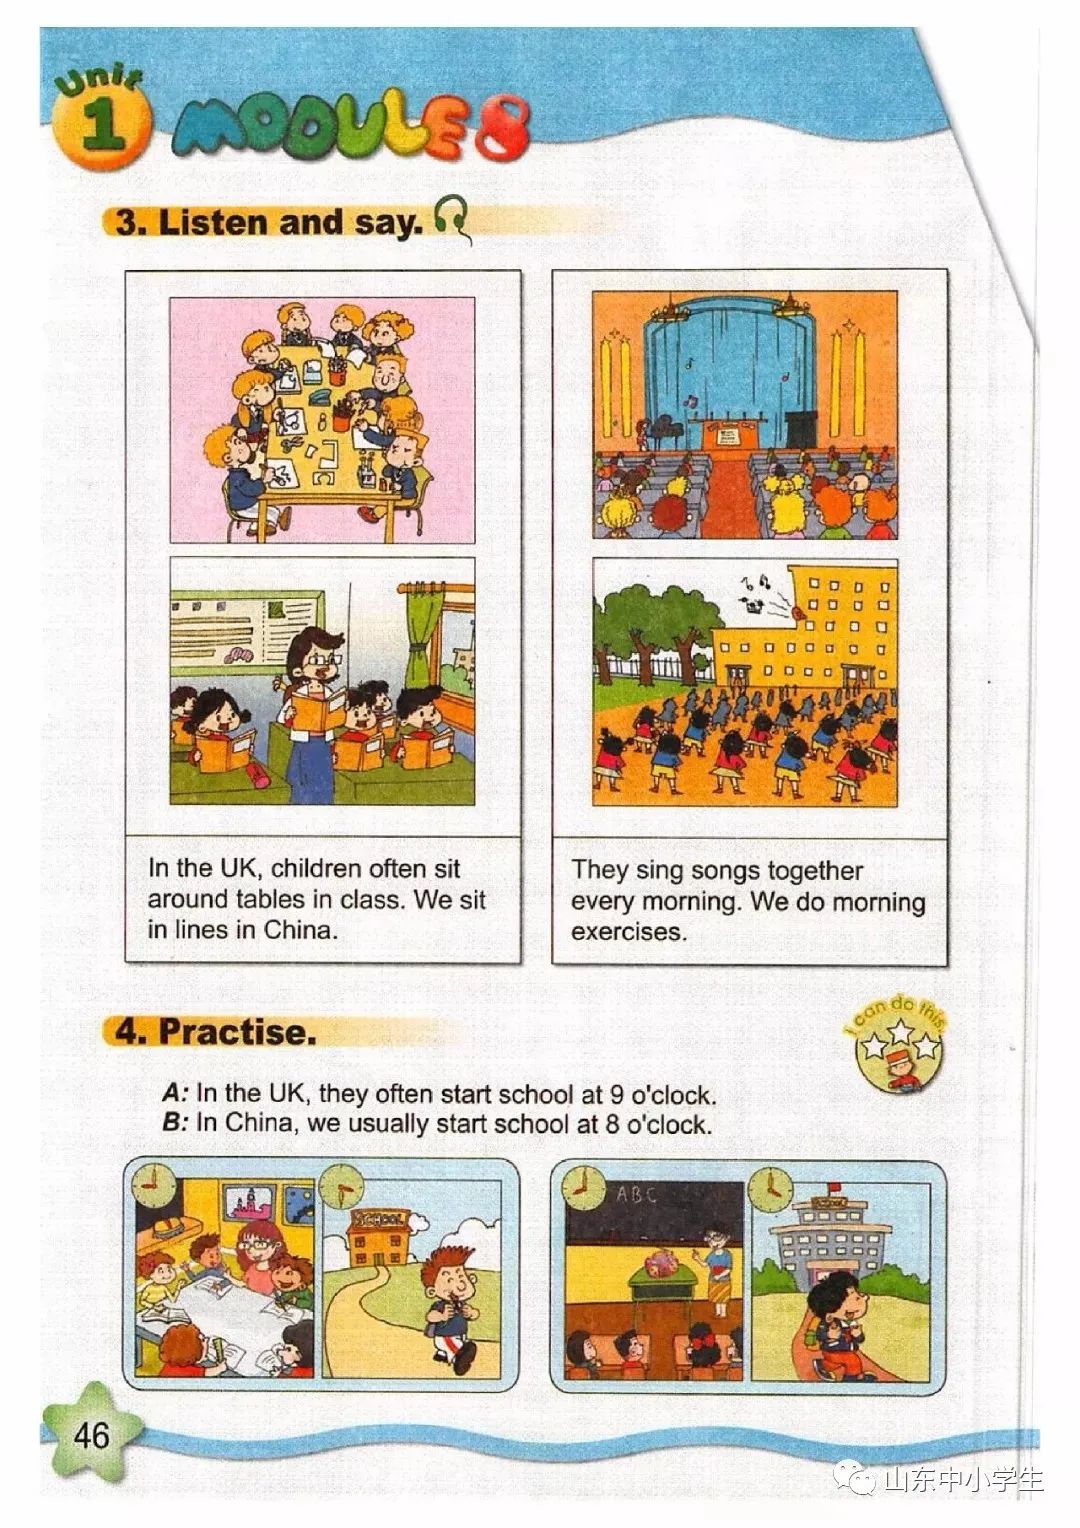 Unit
1 MODULE 8
3. Listen and say.
In the UK, children often sit
around tables in class. We sit
in lines in China.
They sing songs together
every morning. We do morning
exercises.
4. Practise.
I can do this.
A: In the UK, they often start school at 9 o'clock.
B: In China, we usually start school at 8 o'clock.
SCHOOL
ABC
46
山东中小学生